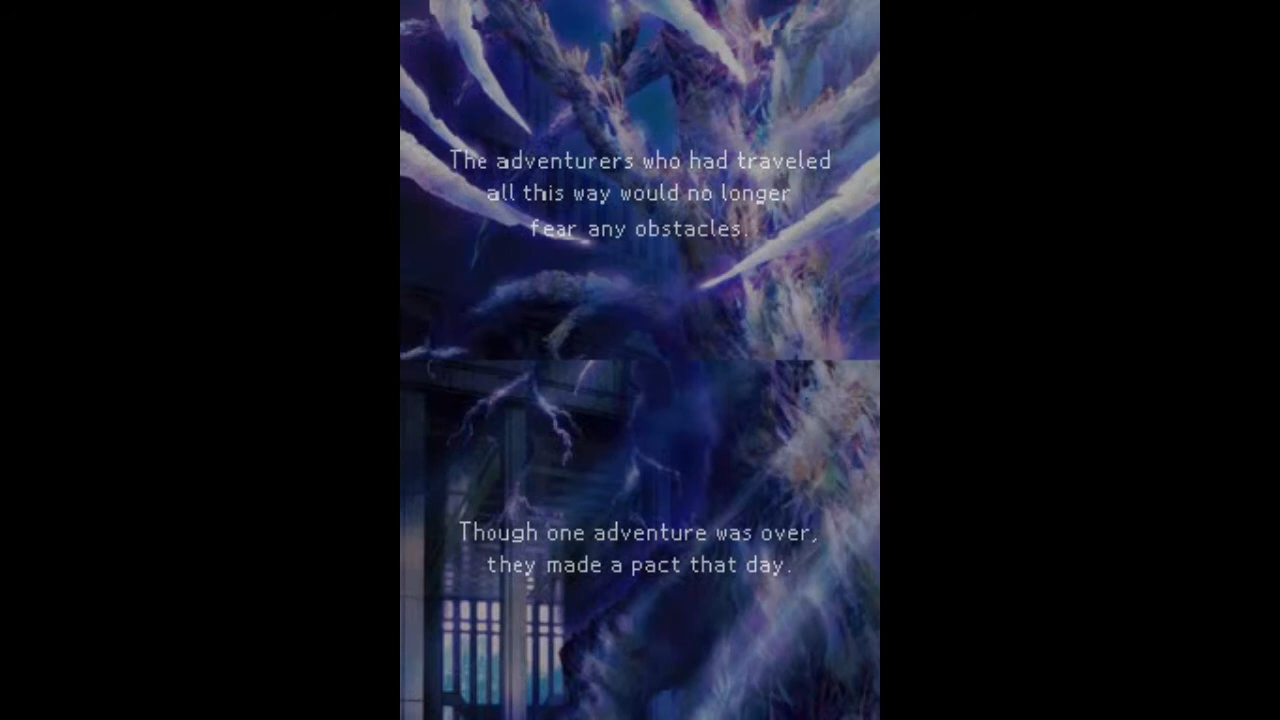 The adventurers who had traveled
all this way would no longer
fear any obstacles.
Though one adventure was over,
they made a pact that day.